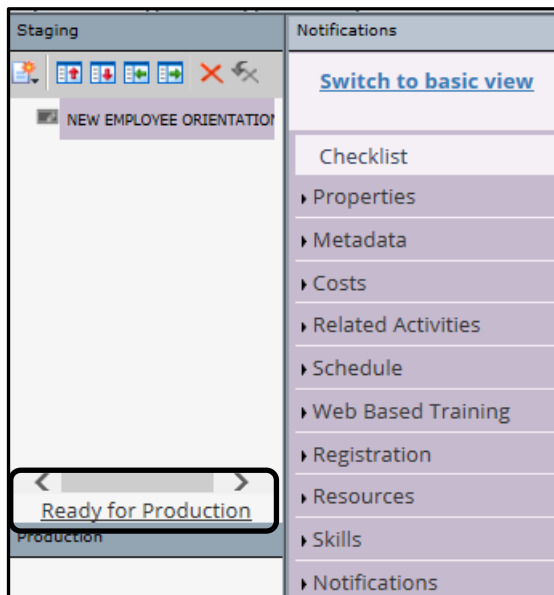 Staging
NEW EMPLOYEE ORIENTATION
Ready for Production
Production
Notifications
Switch to basic view
Checklist
Properties
Metadata
Costs
Related Activities
Schedule
Web Based Training
Registration
Resources
Skills
Notifications